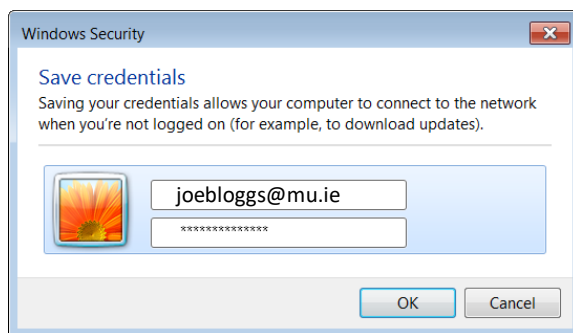 Windows Security
Save credentials
Saving your credentials allows your computer to connect to the network
when you're not logged on (for example, to download updates).
joebloggs@mu.ie
**************
OK
Cancel